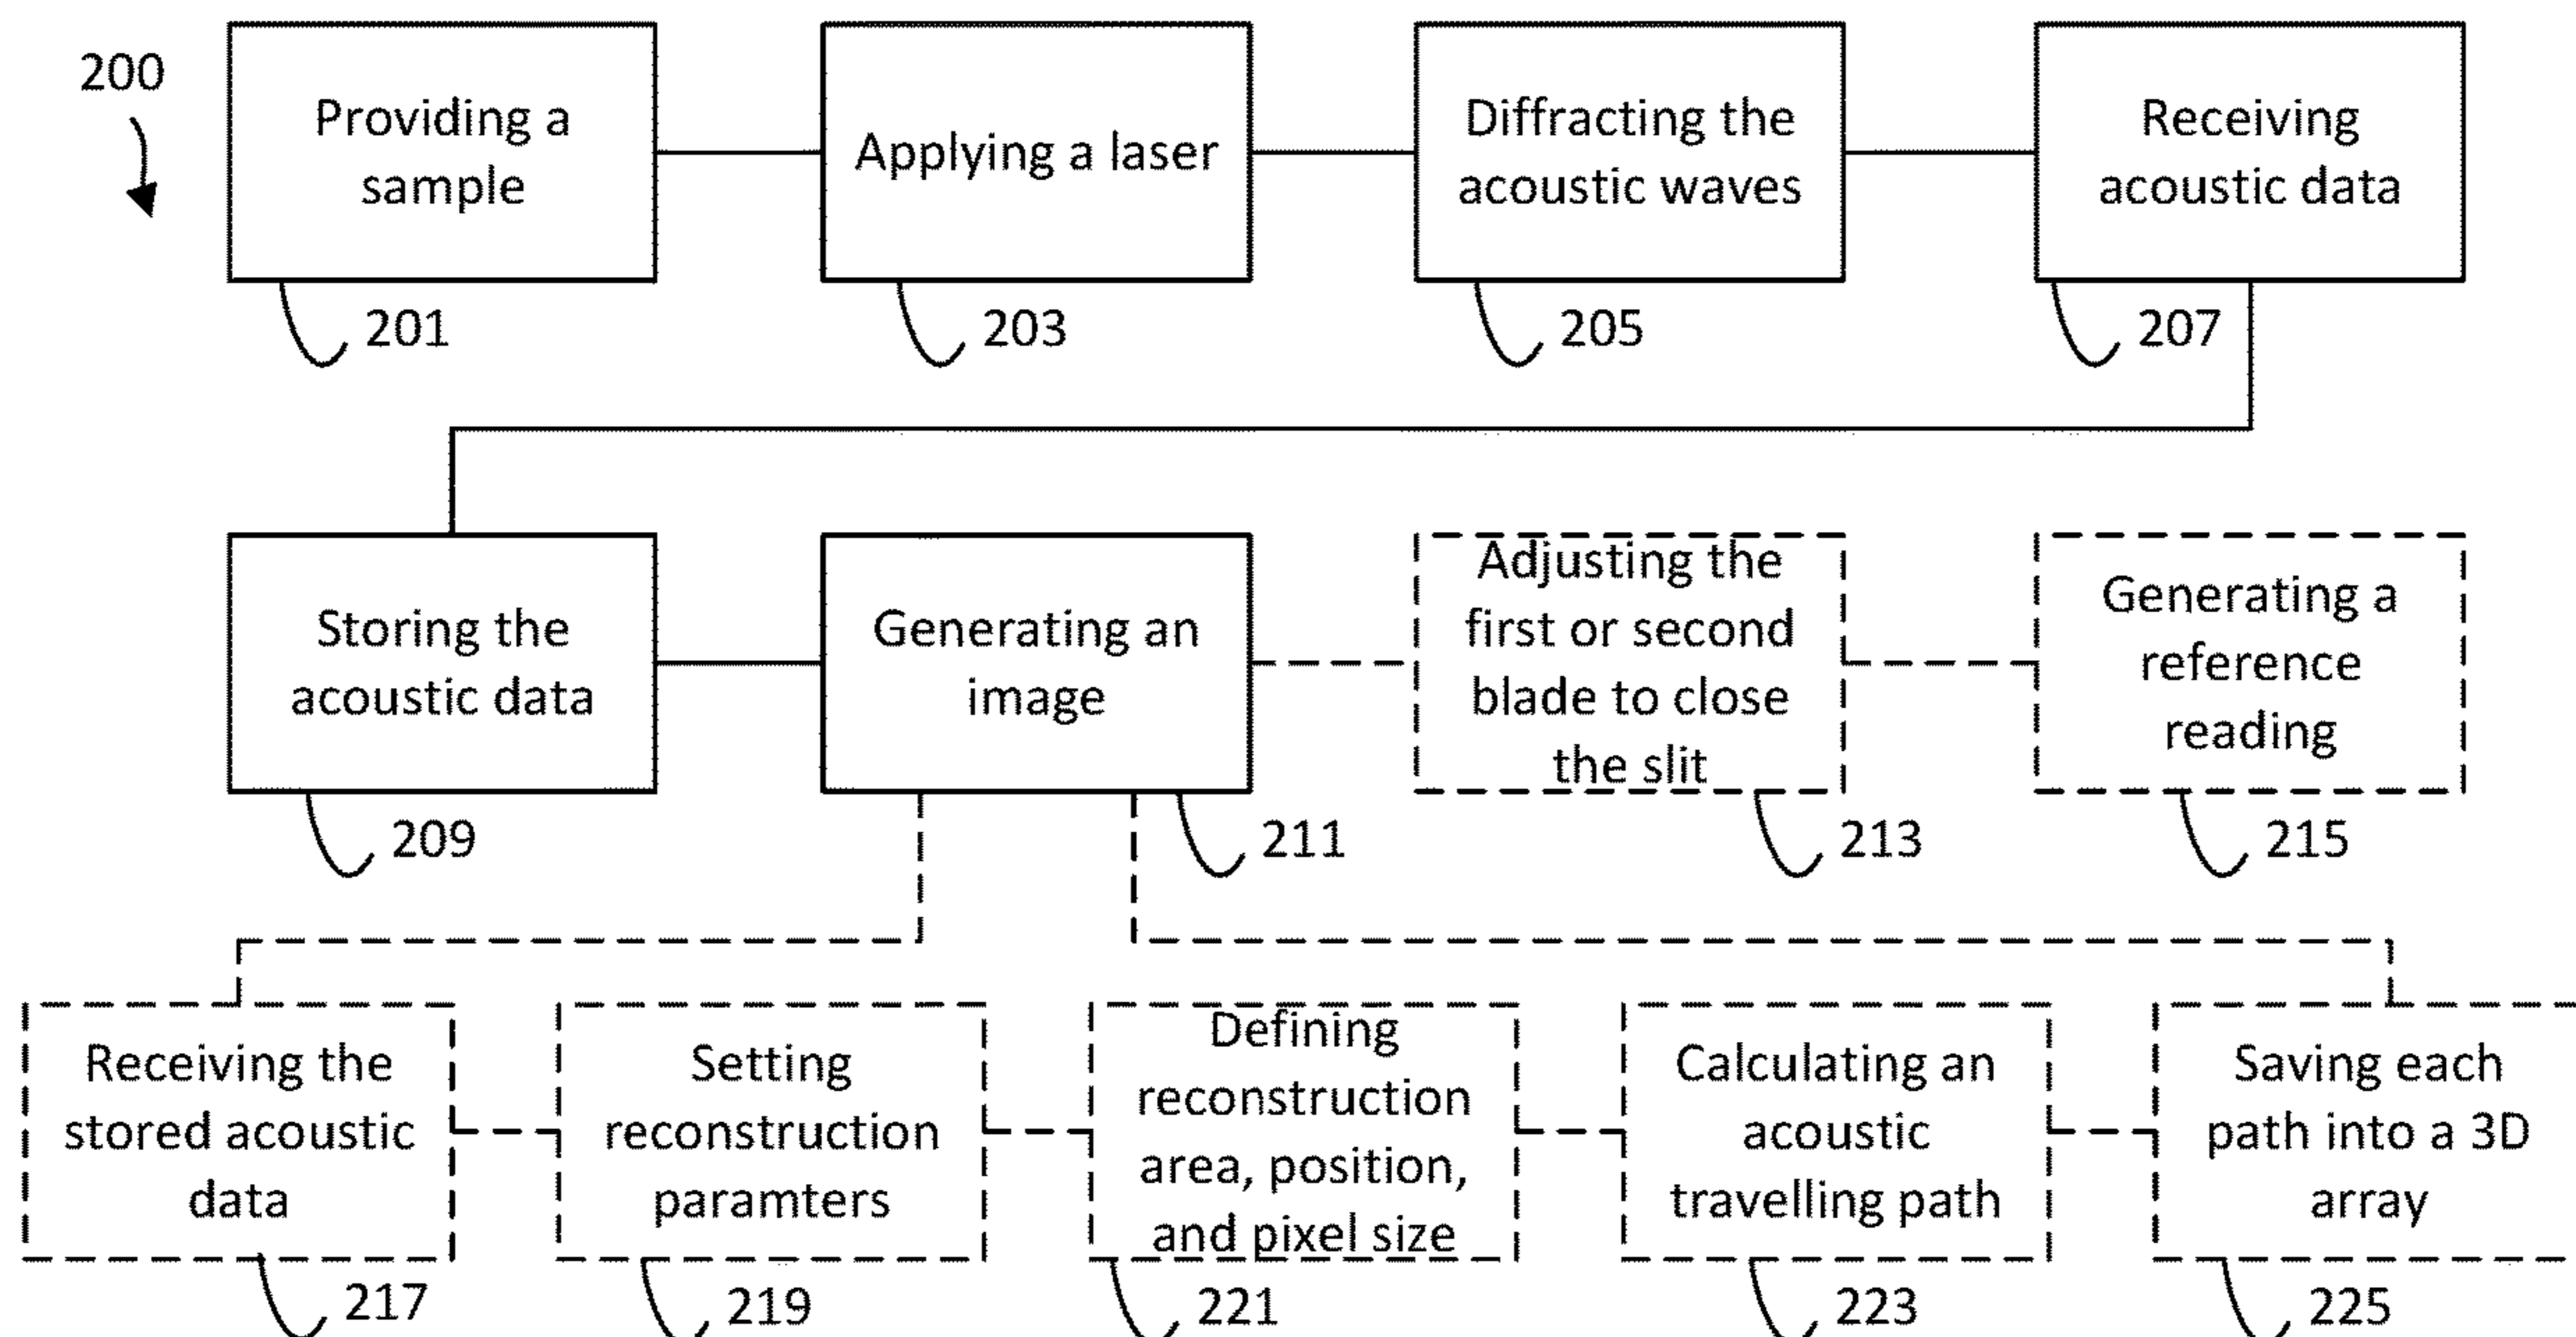 200
Providing a
sample
201
Applying a laser
203
Diffracting the
acoustic waves
205
Receiving
acoustic data
207
Storing the
acoustic data
209
Generating an
image
211
Adjusting the
first or second
blade to close
the slit
213
Generating a
reference
reading
215
Receiving the
stored acoustic
data
217
Setting
reconstruction
paramters
219
Defining
reconstruction
area, position,
and pixel size
221
Calculating an
acoustic
travelling path
223
Saving each
path into a 3D
array
225